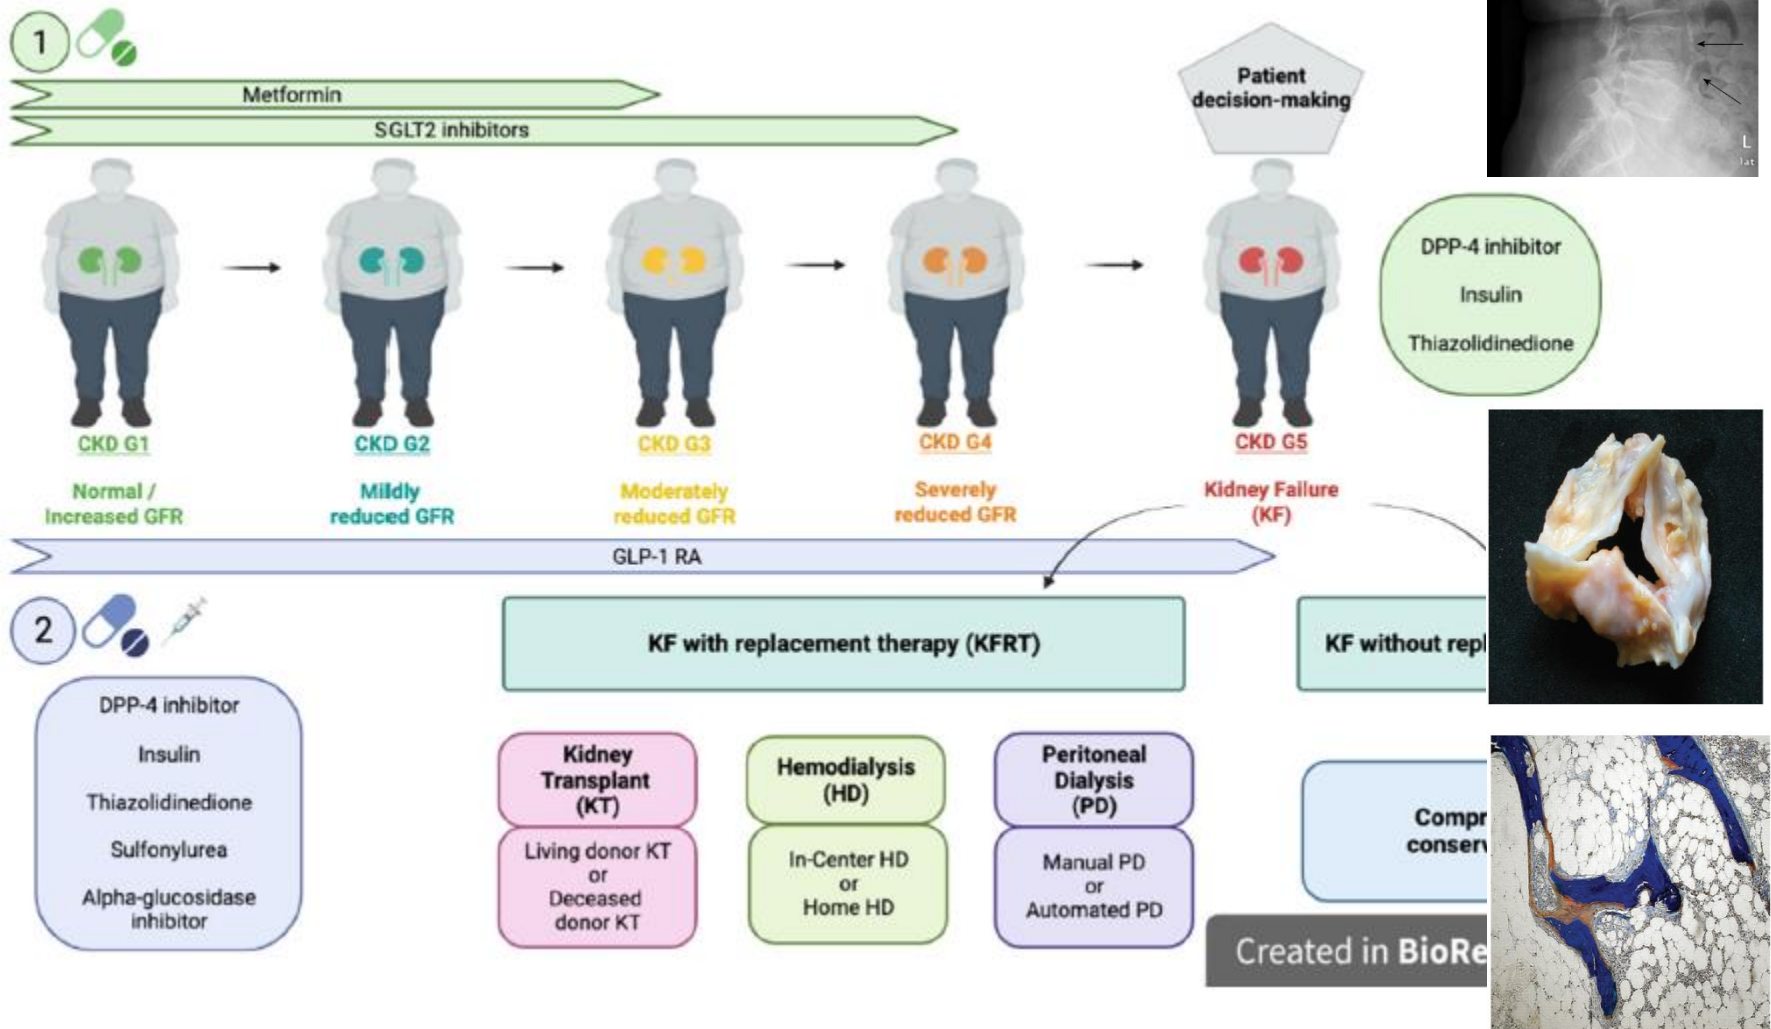 1
Metformin
SGLT2 inhibitors
Patient
decision-making
L
lat
DPP-4 inhibitor
Insulin
Thiazolidinedione
CKD G1
CKD G2
CKD G3
CKD G4
CKD G5
Normal /
Increased GFR
Mildly
reduced GFR
Moderately
reduced GFR
Severely
reduced GFR
Kidney Failure
(KF)
GLP-1 RA
2
DPP-4 inhibitor
Insulin
Thiazolidinedione
Sulfonylurea
Alpha-glucosidase
inhibitor
KF with replacement therapy (KFRT)
KF without repl
Kidney
Transplant
(KT)
Living donor KT
or
Deceased
donor KT
Hemodialysis
(HD)
In-Center HD
or
Home HD
Peritoneal
Dialysis
(PD)
Manual PD
or
Automated PD
Compr
conserv
Created in BioRe